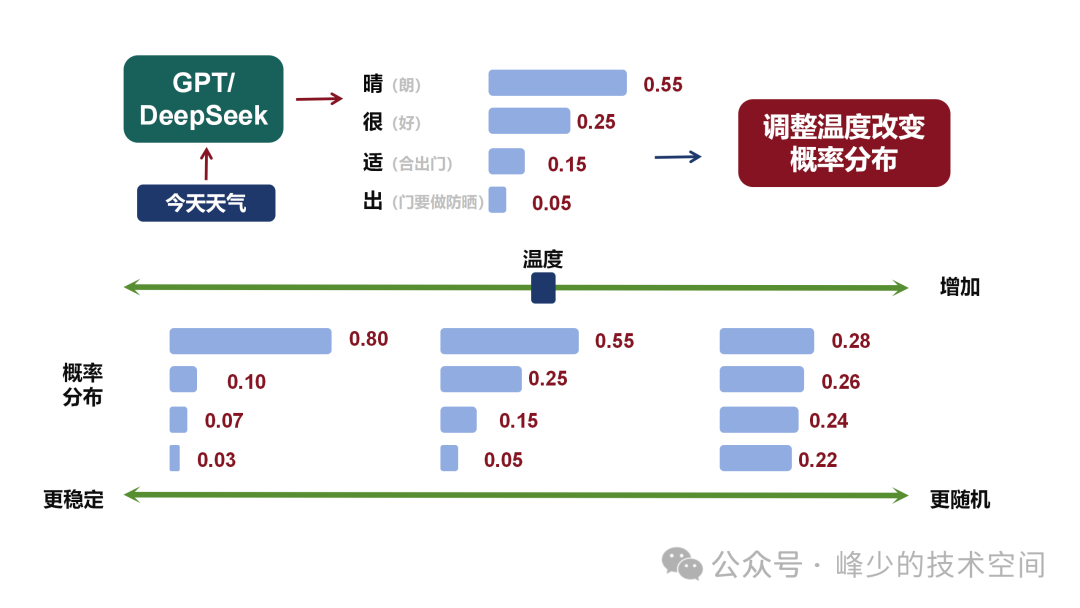 GPT/
DeepSeek
今天天气
晴（朗） 0.55
很（好） 0.25
适（合出门） 0.15
出（门要做防晒） 0.05
调整温度改变
概率分布
温度
增加
概率
分布
0.80 0.55 0.28
0.10 0.25 0.26
0.07 0.15 0.24
0.03 0.05 0.22
更稳定
更随机
公众号 · 峰少的技术空间